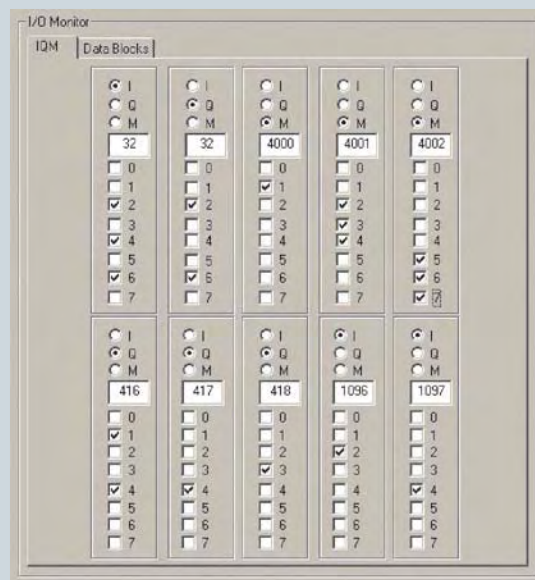 I/O Monitor
IQM Data Blocks
I I I I I
Q Q Q Q Q
M M M M M
32 32 4000 4001 4002
0 0 0 0 0
1 1 1 1 1
2 2 2 2 2
3 3 3 3 3
4 4 4 4 4
5 5 5 5 5
6 6 6 6 6
7 7 7 7 7
I I I I I
Q Q Q Q Q
M M M M M
416 417 418 1096 1097
0 0 0 0 0
1 1 1 1 1
2 2 2 2 2
3 3 3 3 3
4 4 4 4 4
5 5 5 5 5
6 6 6 6 6
7 7 7 7 7